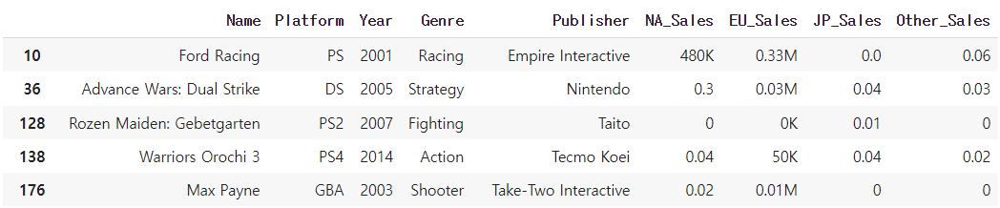 Name Platform Year Genre Publisher NA_Sales EU_Sales JP_Sales Other_Sales
10 Ford Racing PS 2001 Racing Empire Interactive 480K 0.33M 0.0 0.06
36 Advance Wars: Dual Strike DS 2005 Strategy Nintendo 0.3 0.03M 0.04 0.03
128 Rozen Maiden: Gebetgarten PS2 2007 Fighting Taito 0 0K 0.01 0
138 Warriors Orochi 3 PS4 2014 Action Tecmo Koei 0.04 50K 0.04 0.02
176 Max Payne GBA 2003 Shooter Take-Two Interactive 0.02 0.01M 0 0